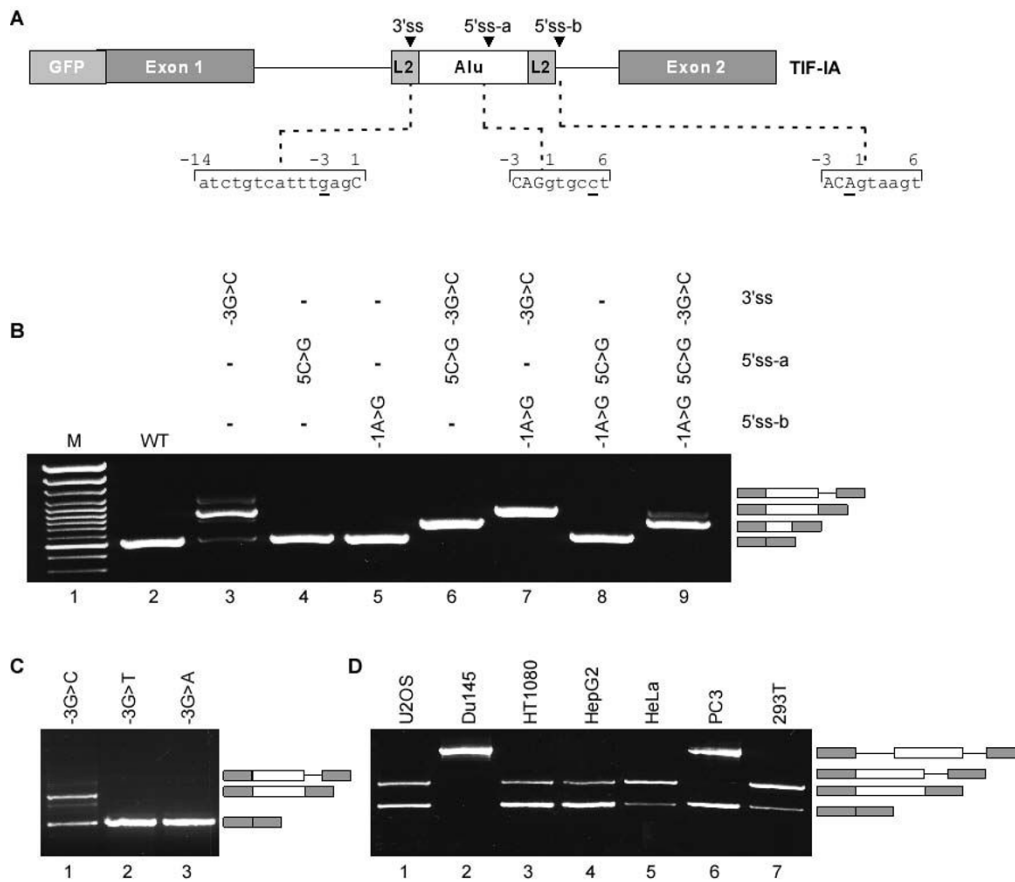 A
3'ss 5'ss-a 5'ss-b
GFP Exon 1 L2 Alu L2 Exon 2 TIF-IA
-14 -3 1 -3 1 6 -3 1 6
atctgtcatttgagC CAGgtgcct ACAgtaagt
B
-3G>C - - -3G>C -3G>C - -3G>C 3'ss
- 5C>G - 5C>G - 5C>G 5C>G 5'ss-a
- - -1A>G - -1A>G -1A>G -1A>G 5'ss-b
M WT
1 2 3 4 5 6 7 8 9
C
-3G>C -3G>T -3G>A
1 2 3
D
U2OS Du145 HT1080 HepG2 HeLa PC3 293T
1 2 3 4 5 6 7